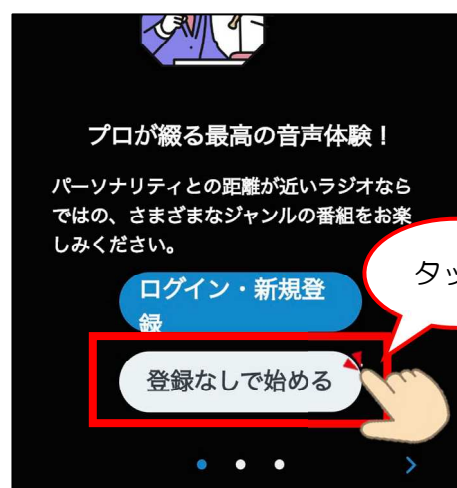 プロが綴る最高の音声体験！
パーソナリティとの距離が近いラジオなら
ではの、さまざまなジャンルの番組をお楽
しみください。
タッ
ログイン・新規登
録
登録なしで始める